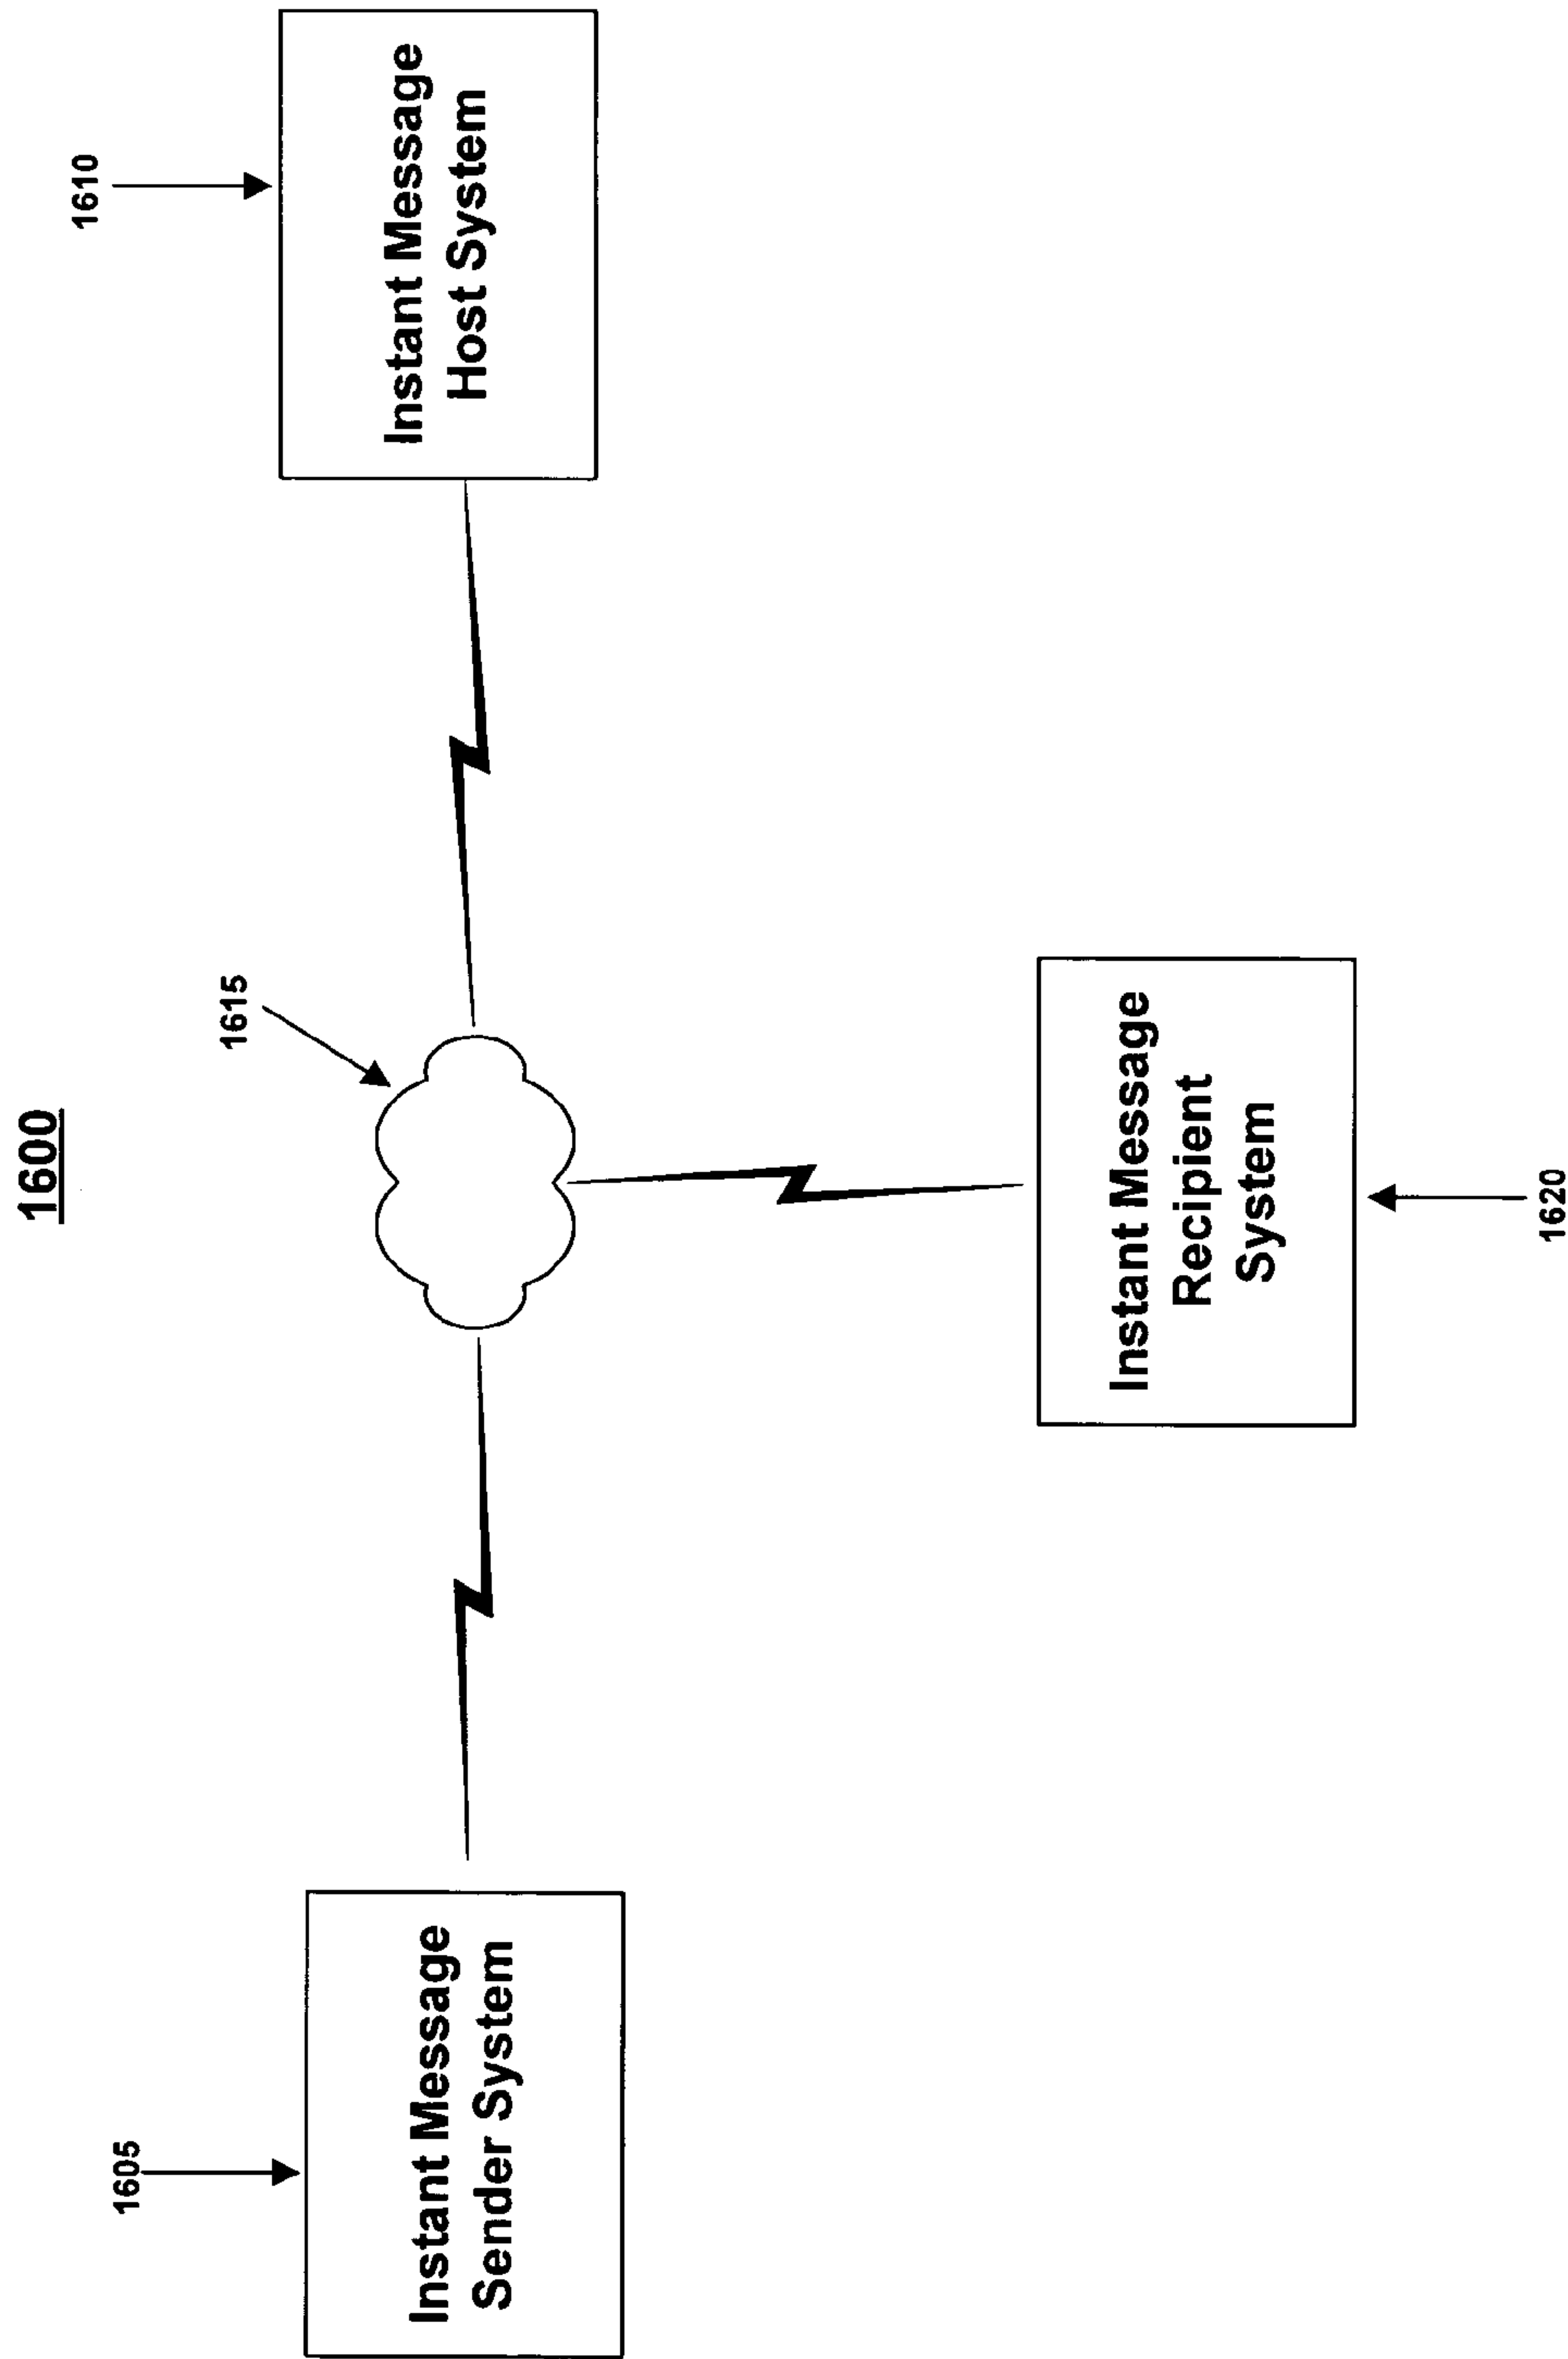 1600
1605
1615
1610
Instant Message
Sender System
Instant Message
Host System
Instant Message
Recipient
System
1620